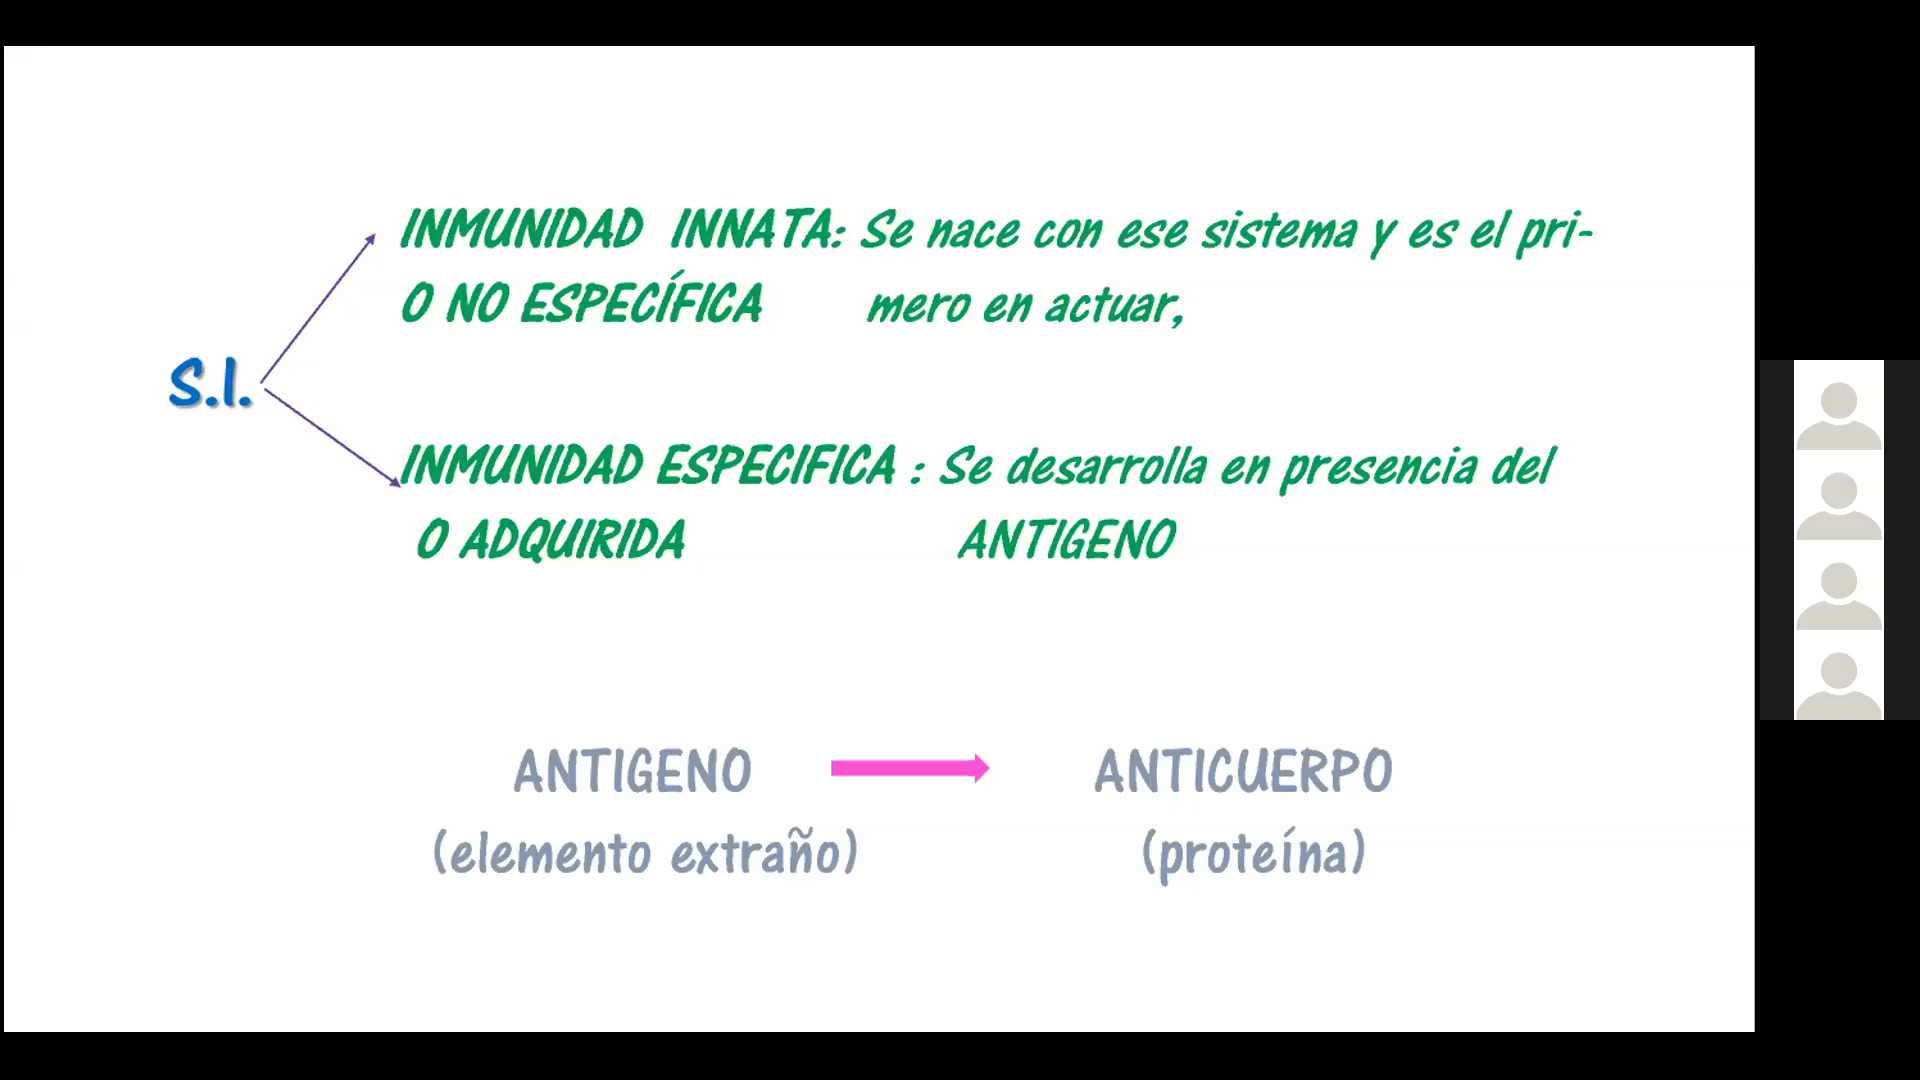 INMUNIDAD INNATA: Se nace con ese sistema y es el pri-
O NO ESPECÍFICA mero en actuar,
S.I.
INMUNIDAD ESPECIFICA : Se desarrolla en presencia del
O ADQUIRIDA ANTIGENO
ANTIGENO ANTICUERPO
(elemento extraño) (proteína)